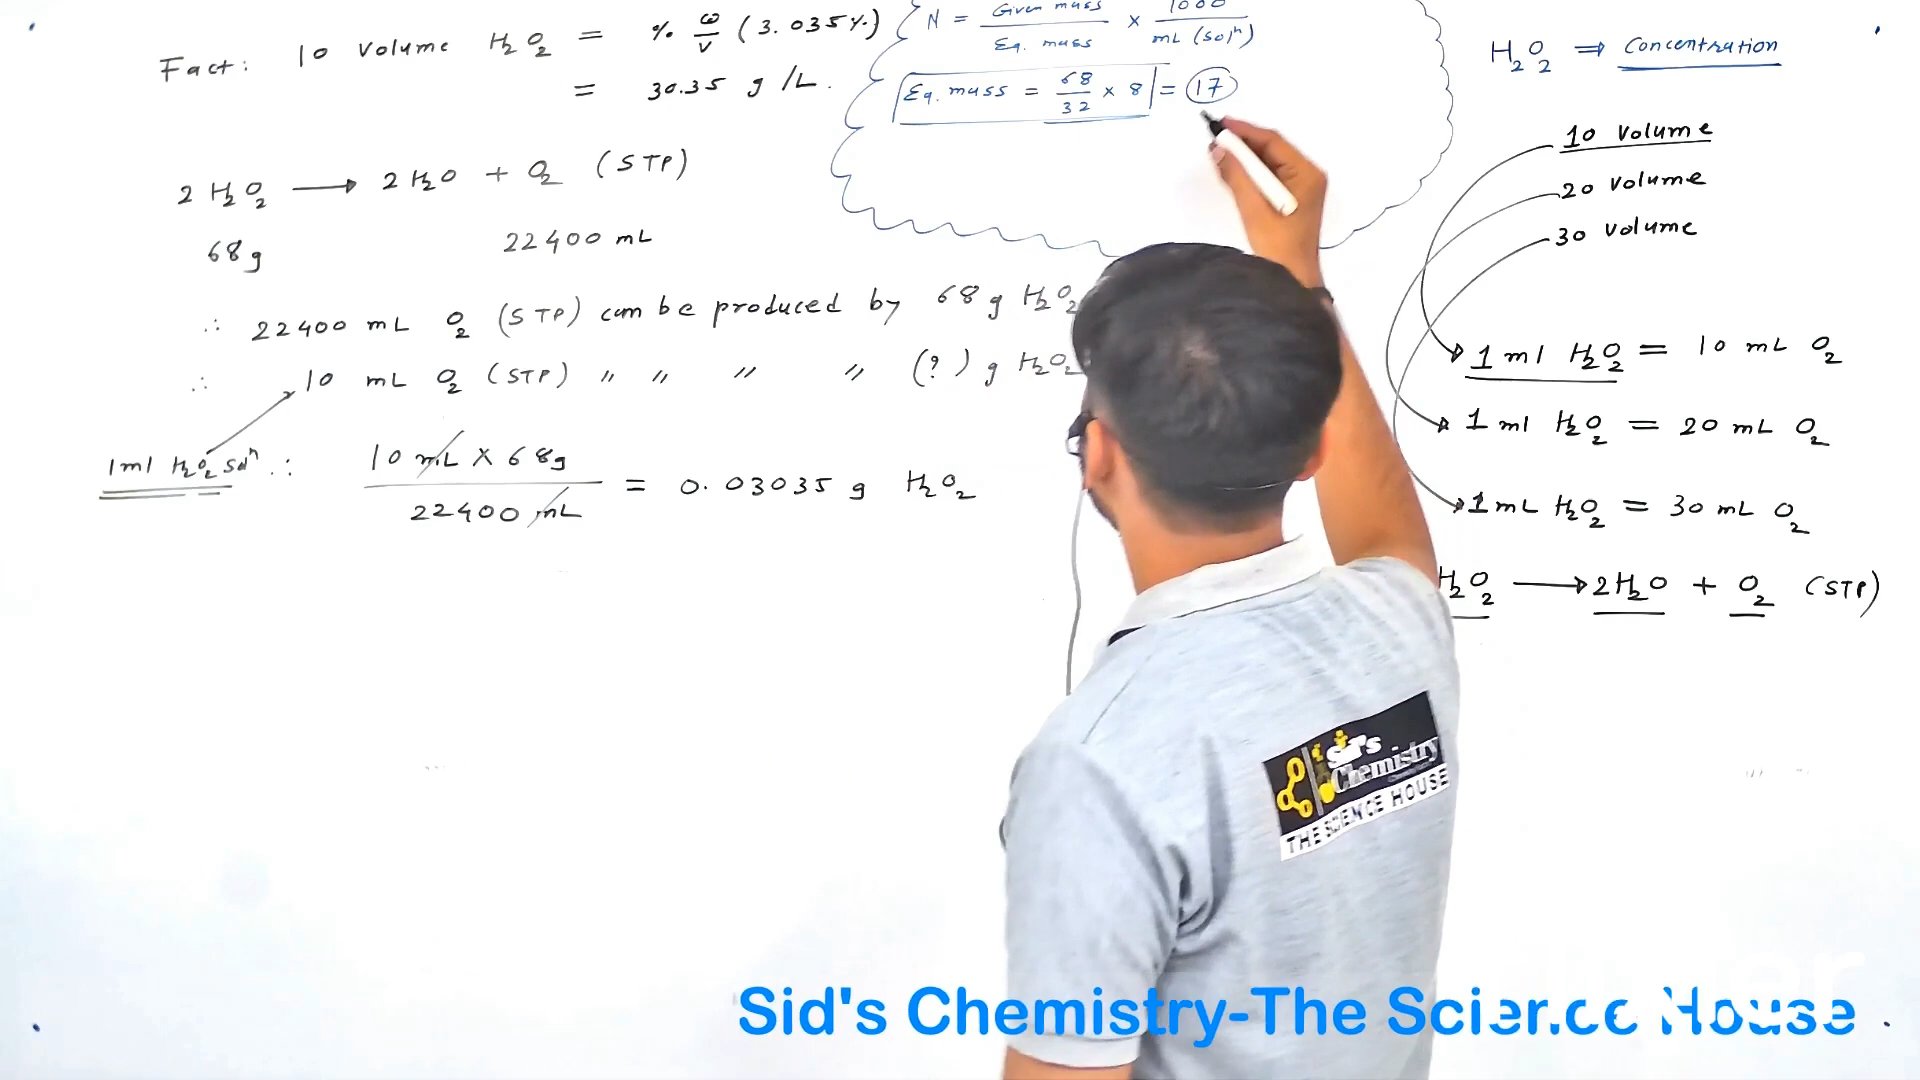 Fact: 10 volume H2O2 = % w/v (3.035%)
= 30.35 g/L.
2H2O2 ⟶ 2H2O + O2 (STP)
68g 22400 mL
∴ 22400 mL O2 (STP) can be produced by 68 g H2O2
∴ 10 mL O2 (STP) " " " " (?) g H2O2
1ml H2O2 Solⁿ ∴ 10 mL X 68g / 22400 mL = 0.03035 g H2O2
N = Given mass / Eq. mass × 1000 / mL (solⁿ)
Eq. mass = 68/32 × 8 = 17
H2O2 ⇒ Concentration
10 volume
20 volume
30 volume
1 ml H2O2 = 10 mL O2
1 ml H2O2 = 20 mL O2
1 mL H2O2 = 30 mL O2
H2O2 ⟶ 2H2O + O2 (STP)
Sid's Chemistry
THE SCIENCE HOUSE
Sid's Chemistry-The Science House